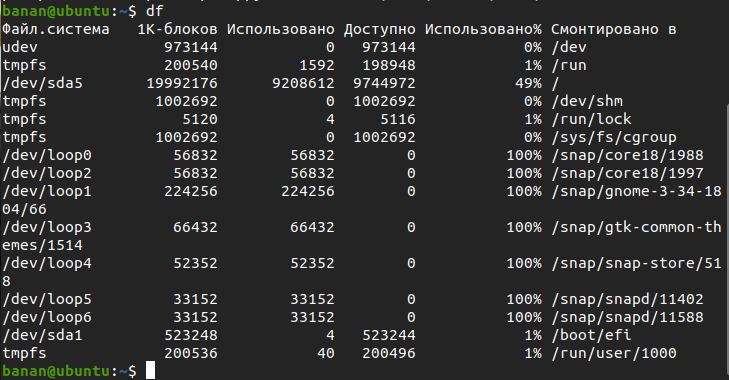 banan@ubuntu:~$ df
Файл.система   1K-блоков Использовано Доступно Использовано% Смонтировано в
udev              973144            0   973144            0% /dev
tmpfs             200540         1592   198948            1% /run
/dev/sda5       19992176      9208612  9744972           49% /
tmpfs            1002692            0  1002692            0% /dev/shm
tmpfs               5120            4     5116            1% /run/lock
tmpfs            1002692            0  1002692            0% /sys/fs/cgroup
/dev/loop0         56832        56832        0          100% /snap/core18/1988
/dev/loop2         56832        56832        0          100% /snap/core18/1997
/dev/loop1        224256       224256        0          100% /snap/gnome-3-34-18
04/66
/dev/loop3         66432        66432        0          100% /snap/gtk-common-th
emes/1514
/dev/loop4         52352        52352        0          100% /snap/snap-store/51
8
/dev/loop5         33152        33152        0          100% /snap/snapd/11402
/dev/loop6         33152        33152        0          100% /snap/snapd/11588
/dev/sda1         523248            4   523244            1% /boot/efi
tmpfs             200536           40   200496            1% /run/user/1000
banan@ubuntu:~$